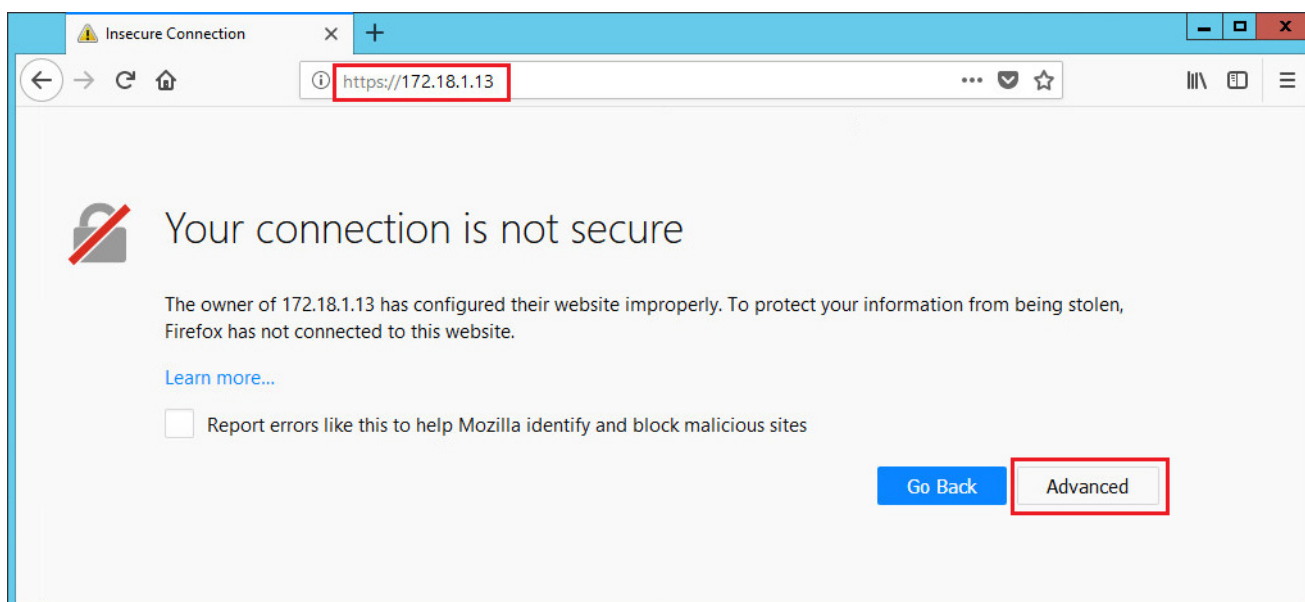 Insecure Connection
https://172.18.1.13
Your connection is not secure
The owner of 172.18.1.13 has configured their website improperly. To protect your information from being stolen,
Firefox has not connected to this website.
Learn more...
Report errors like this to help Mozilla identify and block malicious sites
Go Back
Advanced